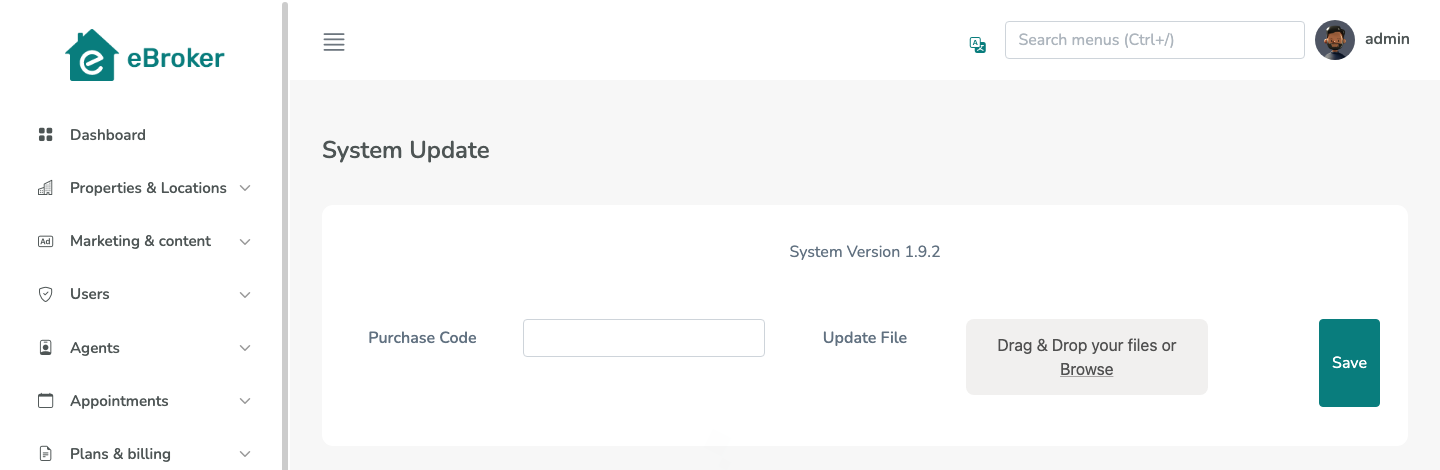 eBroker
Search menus (Ctrl+/)
admin
Dashboard
Properties & Locations
Ad
Marketing & content
Users
Agents
Appointments
Plans & billing
System Update
System Version 1.9.2
Purchase Code
Update File
Drag & Drop your files or
Browse
Save